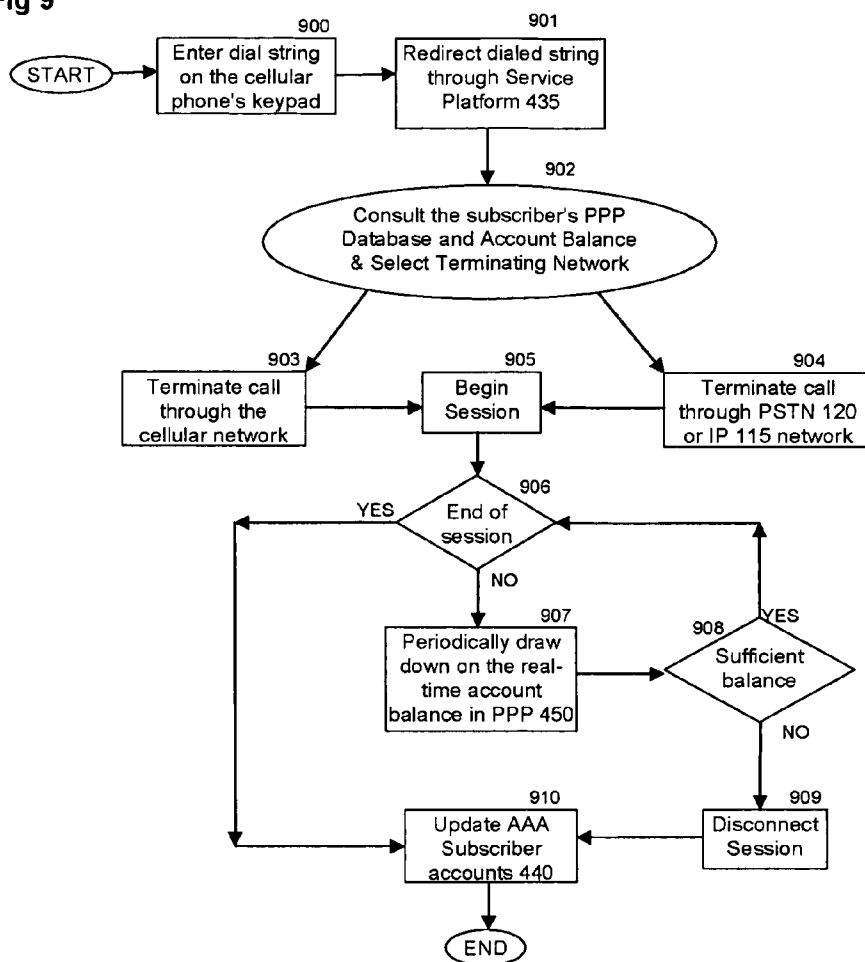 Fig 9
900
901
START
Enter dial string
on the cellular
phone's keypad
Redirect dialed string
through Service
Platform 435
902
Consult the subscriber's PPP
Database and Account Balance
& Select Terminating Network
903
905
904
Terminate call
through the
cellular network
Begin
Session
Terminate call
through PSTN 120
or IP 115 network
906
YES
End of
session
NO
907
908
YES
Periodically draw
down on the real-
time account
balance in PPP 450
Sufficient
balance
NO
910
909
Update AAA
Subscriber
accounts 440
Disconnect
Session
END